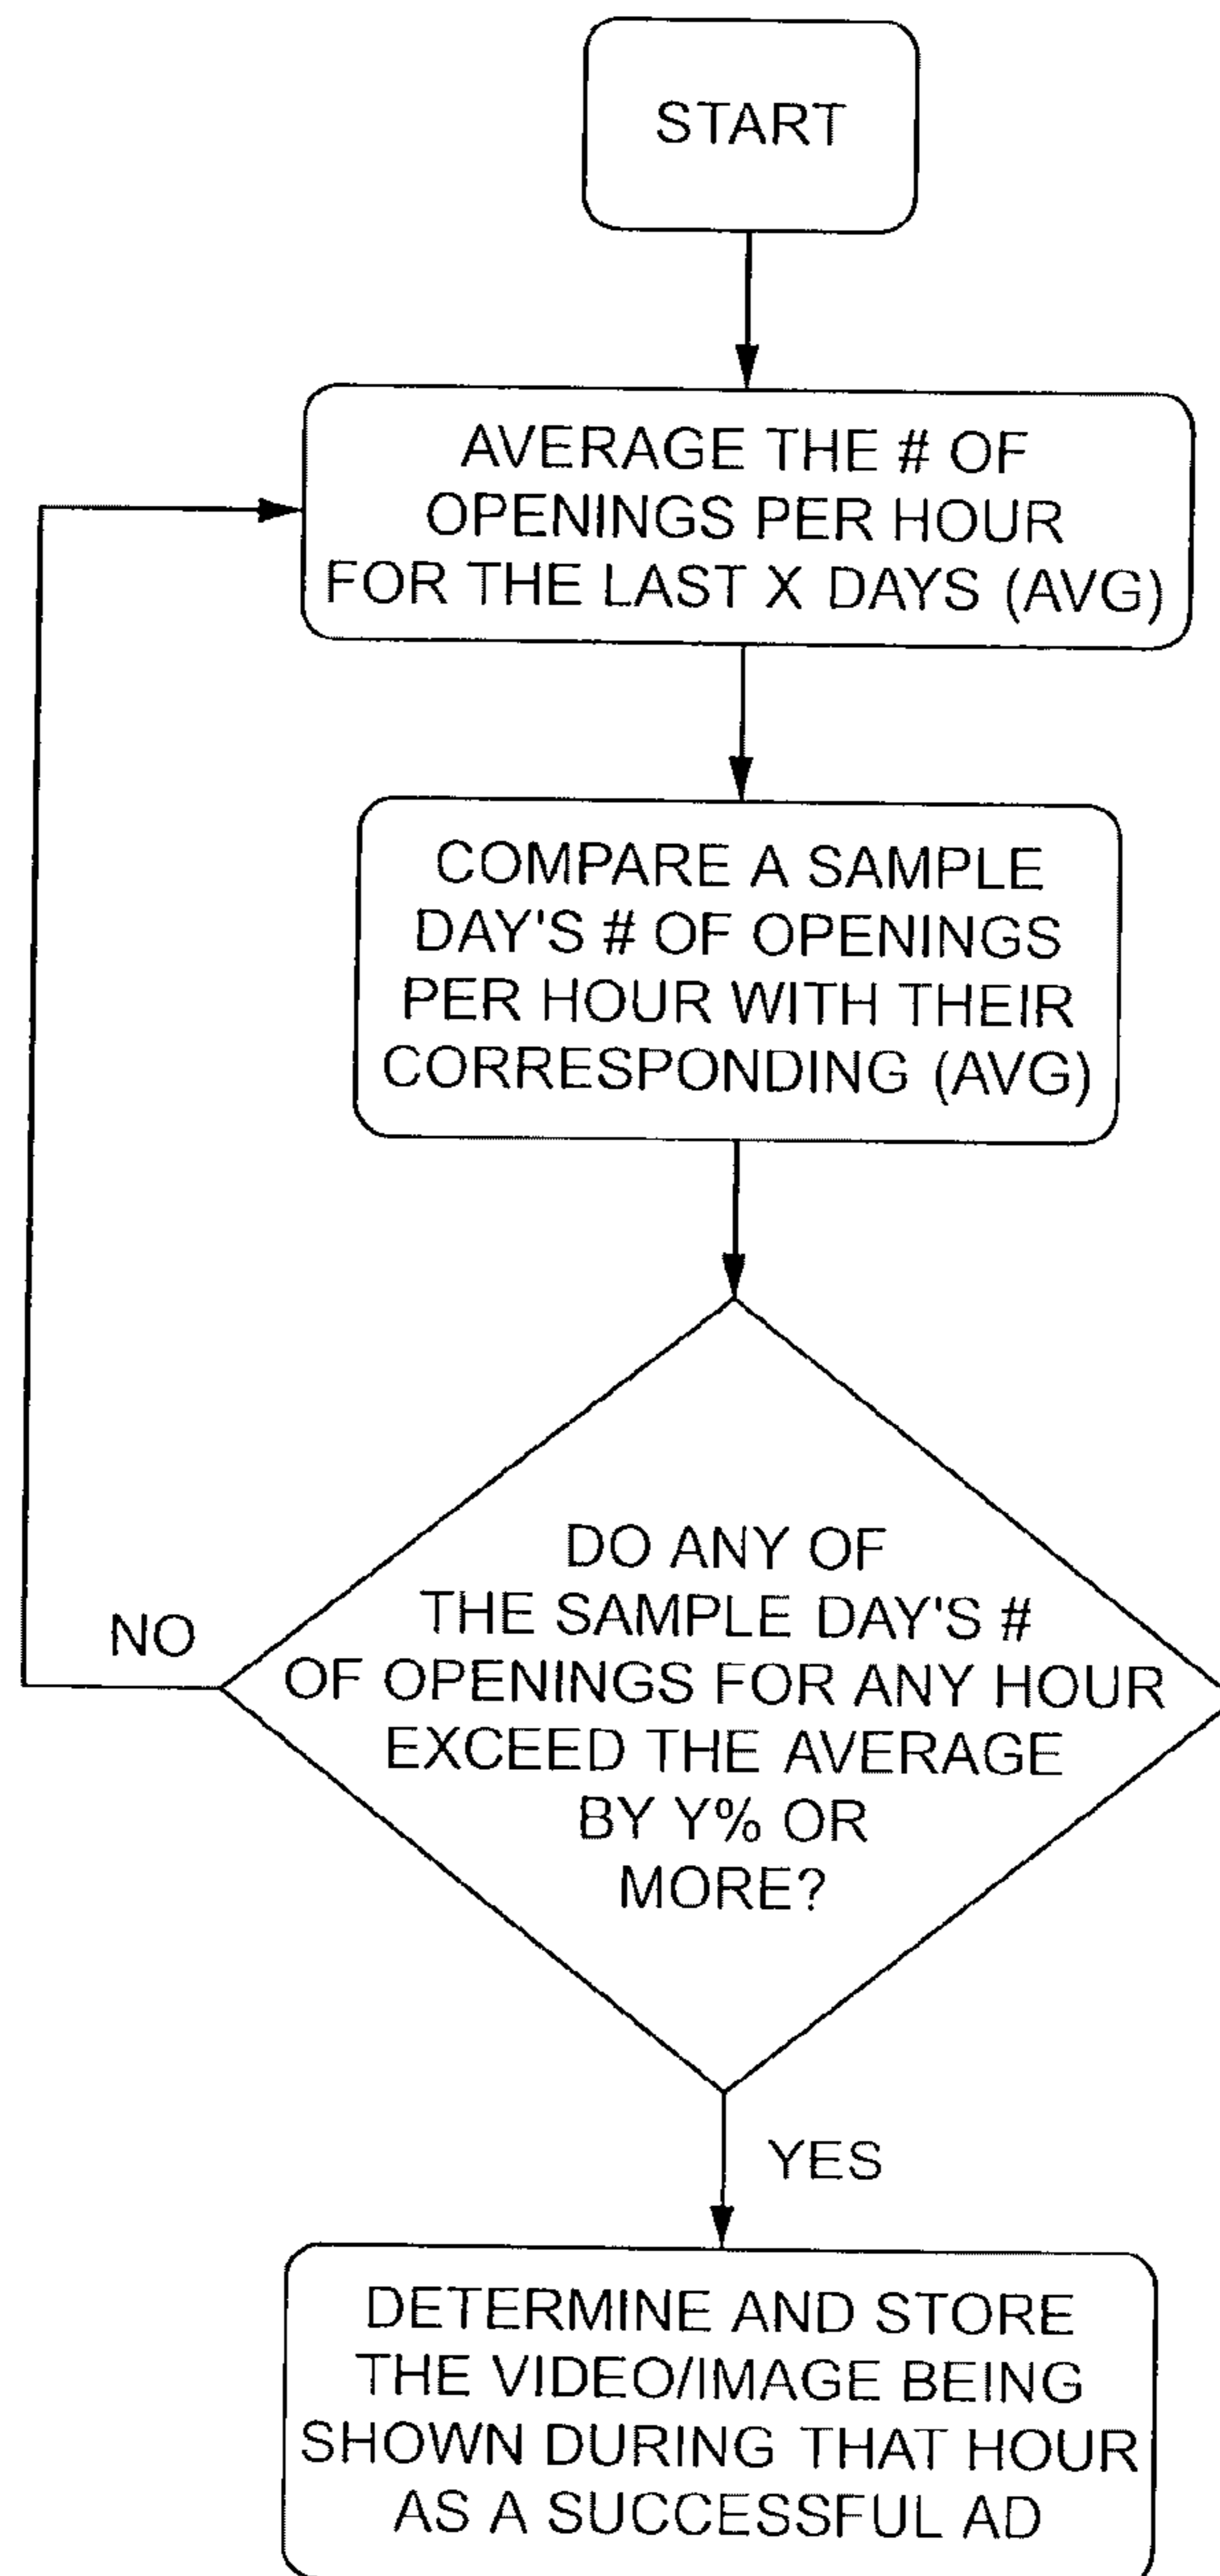 START
AVERAGE THE # OF
OPENINGS PER HOUR
FOR THE LAST X DAYS (AVG)
COMPARE A SAMPLE
DAY'S # OF OPENINGS
PER HOUR WITH THEIR
CORRESPONDING (AVG)
DO ANY OF
THE SAMPLE DAY'S #
OF OPENINGS FOR ANY HOUR
EXCEED THE AVERAGE
BY Y% OR
MORE?
NO
YES
DETERMINE AND STORE
THE VIDEO/IMAGE BEING
SHOWN DURING THAT HOUR
AS A SUCCESSFUL AD